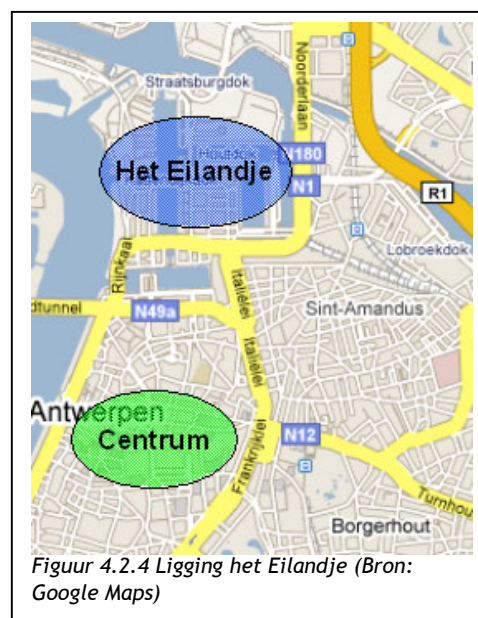 Straatsburgdok
Noorderlaan
Houtdok
Het Eilandje
N180
N1
R1
Rijnkaai
Lobroekdok
Italiëlei
dtunnel
N49a
Sint-Amandus
Italiëlei
Antwerpen
Centrum
N12
Frankrijklei
Turnhou
Borgerhout
Figuur 4.2.4 Ligging het Eilandje (Bron:
Google Maps)